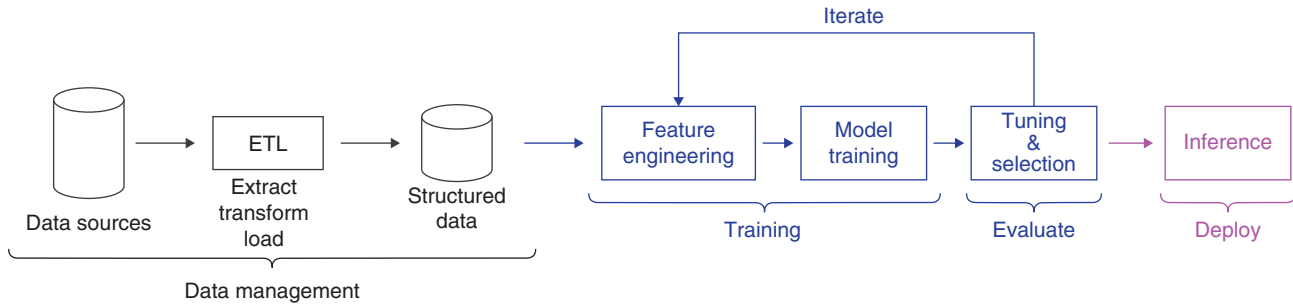 Iterate
Data sources
ETL
Extract
transform
load
Structured
data
Data management
Feature
engineering
Model
training
Training
Tuning
&
selection
Evaluate
Inference
Deploy